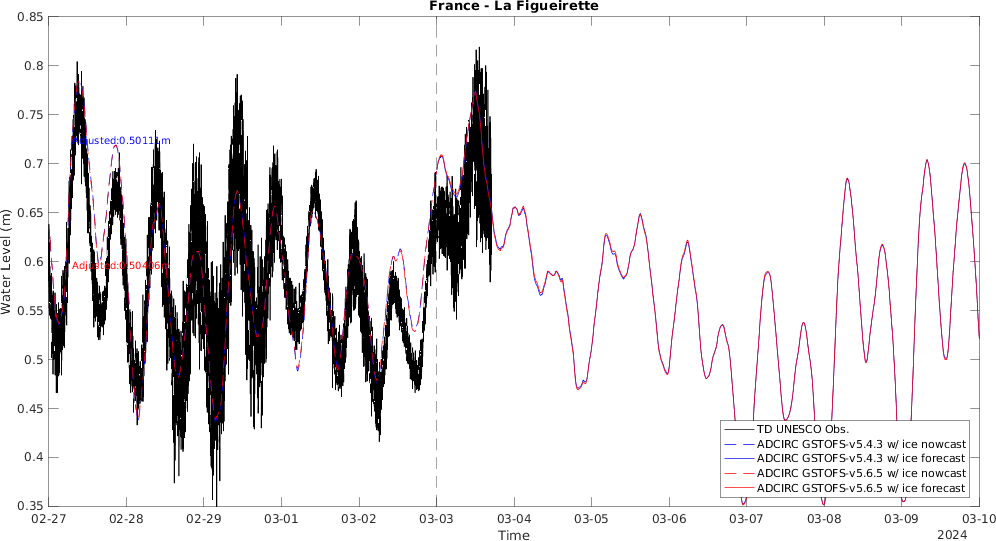 France - La Figueirette
0.85
0.8
0.75
0.7
0.65
0.6
0.55
0.5
0.45
0.4
0.35
Water Level (m)
TD UNESCO Obs.
ADCIRC GSTOFS-v5.4.3 w/ ice nowcast
ADCIRC GSTOFS-v5.4.3 w/ ice forecast
ADCIRC GSTOFS-v5.6.5 w/ ice nowcast
ADCIRC GSTOFS-v5.6.5 w/ ice forecast
02-27 02-28 02-29 03-01 03-02 03-03 03-04 03-05 03-06 03-07 03-08 03-09 03-10
Time
2024